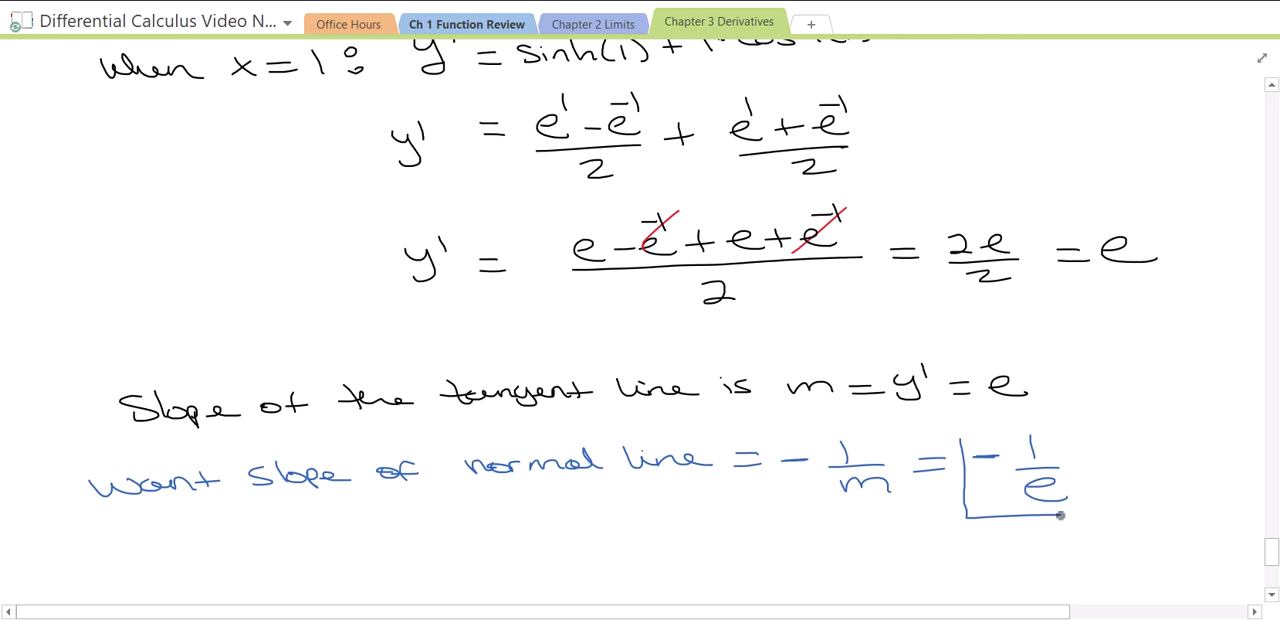 Differential Calculus Video N...
Office Hours
Ch 1 Function Review
Chapter 2 Limits
Chapter 3 Derivatives
+
when x = 1 : y' = sinh(1) +
y' = (e^1 - e^-1)/2 + (e^1 + e^-1)/2
y' = (e - e^-1 + e + e^-1)/2 = 2e/2 = e
Slope of the tangent line is m = y' = e
want slope of normal line = - 1/m = - 1/e